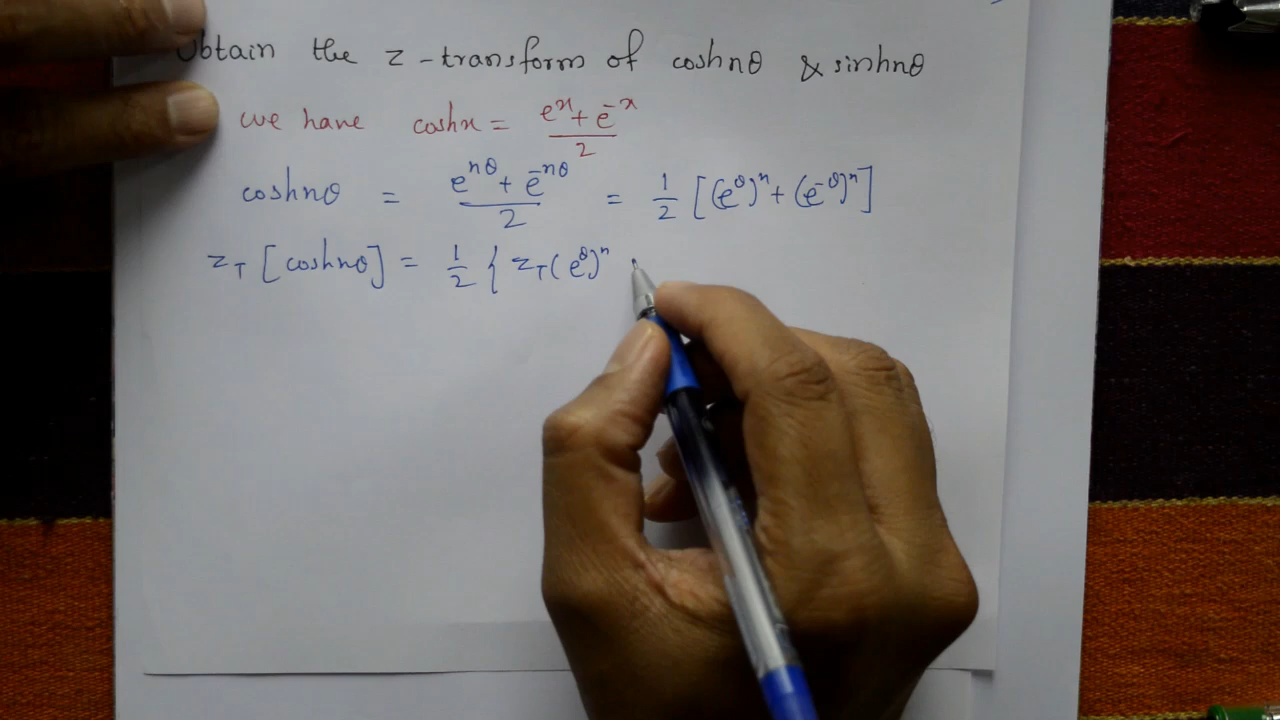 Obtain the z-transform of coshnθ & sinhnθ
we have coshx = (e^x + e^-x)/2
coshnθ = (e^nθ + e^-nθ)/2 = 1/2 [(e^θ)^n + (e^-θ)^n]
z_T [coshnθ] = 1/2 { z_T (e^θ)^n